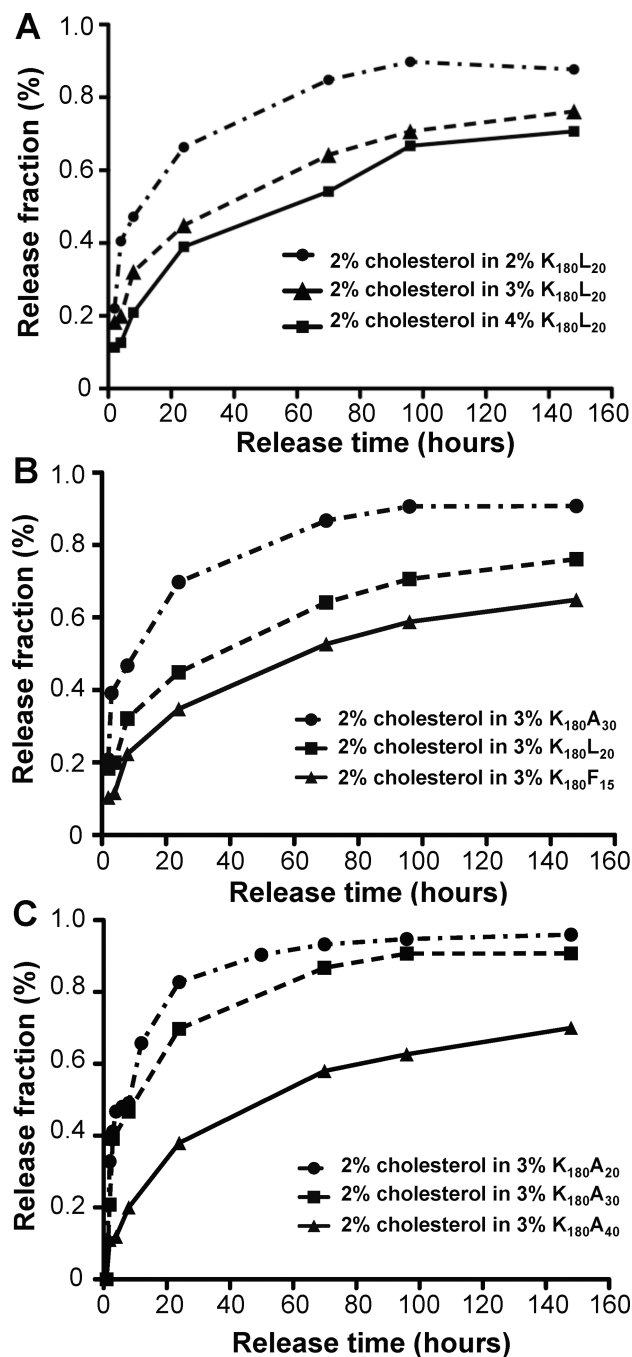 A
Release fraction (%)
1.0
0.8
0.6
0.4
0.2
0
2% cholesterol in 2% K₁₈₀L₂₀
2% cholesterol in 3% K₁₈₀L₂₀
2% cholesterol in 4% K₁₈₀L₂₀
0 20 40 60 80 100 120 140 160
Release time (hours)
B
Release fraction (%)
1.0
0.8
0.6
0.4
0.2
0
2% cholesterol in 3% K₁₈₀A₃₀
2% cholesterol in 3% K₁₈₀L₂₀
2% cholesterol in 3% K₁₈₀F₁₅
0 20 40 60 80 100 120 140 160
Release time (hours)
C
Release fraction (%)
1.0
0.8
0.6
0.4
0.2
0
2% cholesterol in 3% K₁₈₀A₂₀
2% cholesterol in 3% K₁₈₀A₃₀
2% cholesterol in 3% K₁₈₀A₄₀
0 20 40 60 80 100 120 140 160
Release time (hours)